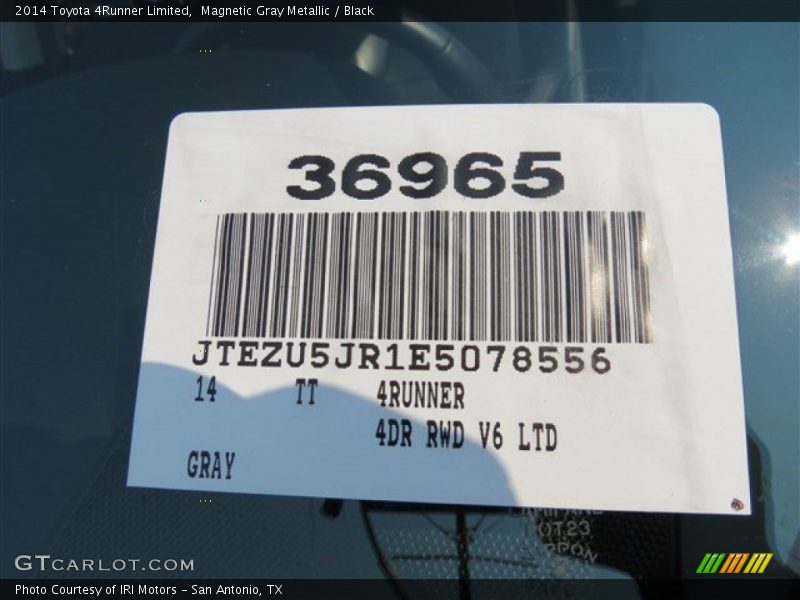 2014 Toyota 4Runner Limited,  Magnetic Gray Metallic / Black
36965
JTEZU5JR1E5078556
14 TT 4RUNNER
4DR RWD V6 LTD
GRAY
GTCARLOT.COM
Photo Courtesy of IRI Motors – San Antonio, TX